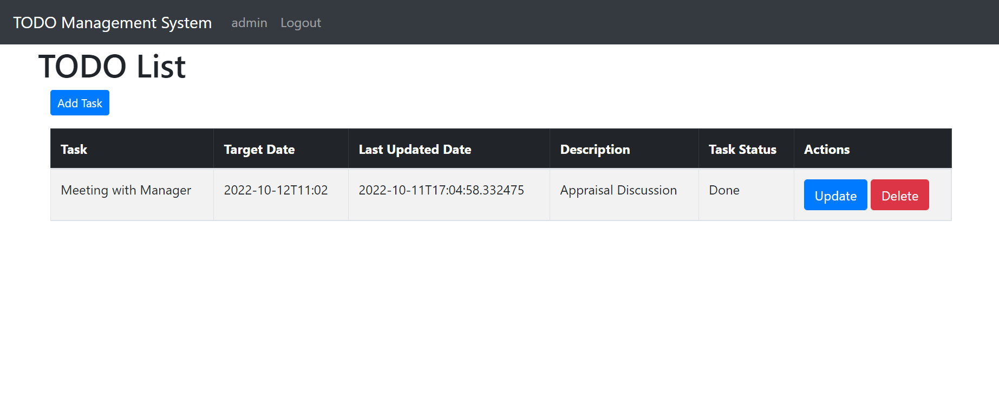 TODO Management System admin Logout
TODO List
Add Task
Task Target Date Last Updated Date Description Task Status Actions
Meeting with Manager 2022-10-12T11:02 2022-10-11T17:04:58.332475 Appraisal Discussion Done Update Delete